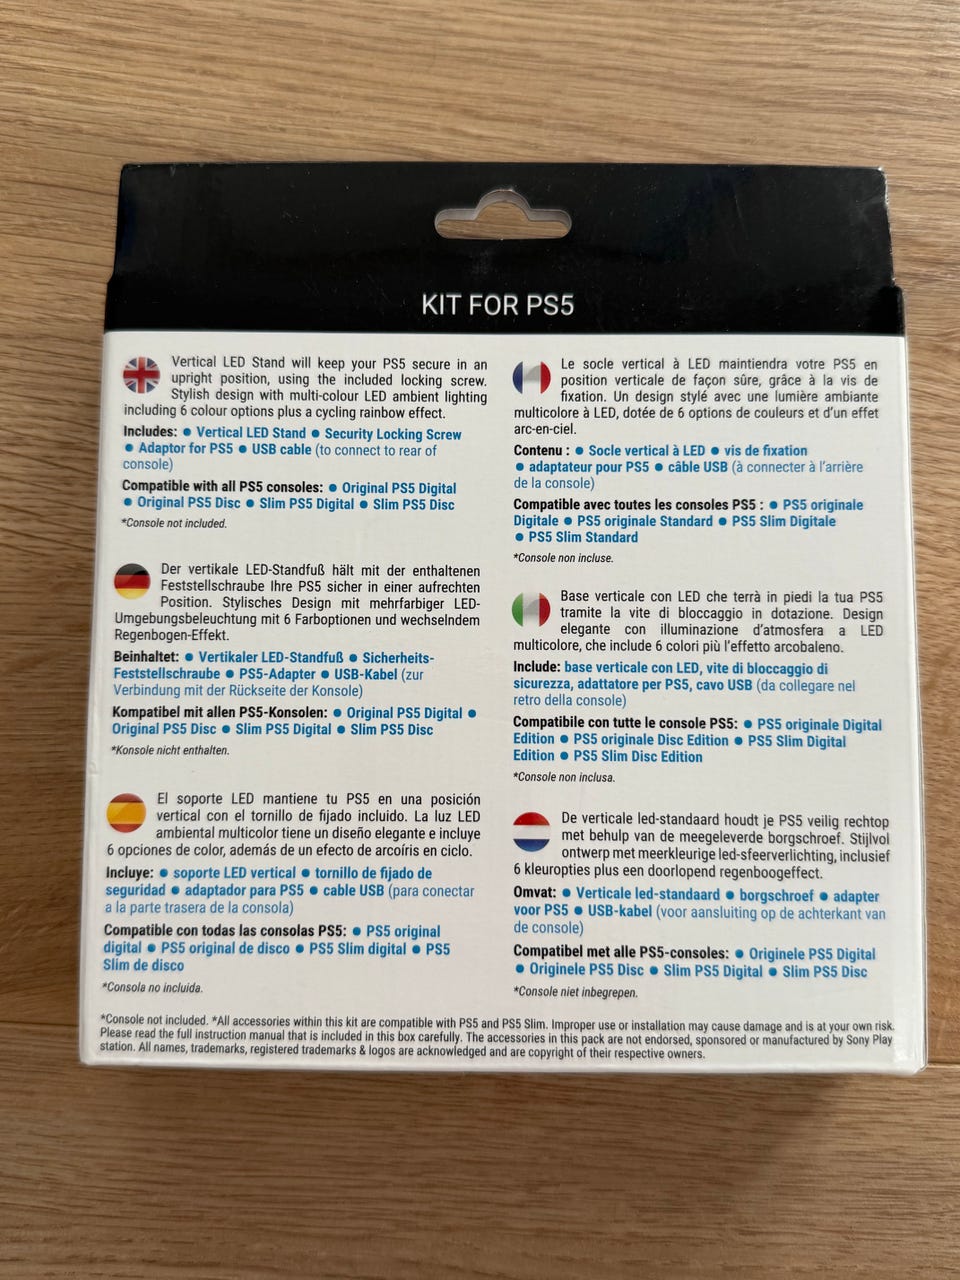 KIT FOR PS5
Vertical LED Stand will keep your PS5 secure in an
upright position, using the included locking screw.
Stylish design with multi-colour LED ambient lighting
including 6 colour options plus a cycling rainbow effect.
Includes: ● Vertical LED Stand ● Security Locking Screw
● Adaptor for PS5 ● USB cable (to connect to rear of
console)
Compatible with all PS5 consoles: ● Original PS5 Digital
● Original PS5 Disc ● Slim PS5 Digital ● Slim PS5 Disc
*Console not included.
Der vertikale LED-Standfuß hält mit der enthaltenen
Feststellschraube Ihre PS5 sicher in einer aufrechten
Position. Stylisches Design mit mehrfarbiger LED-
Umgebungsbeleuchtung mit 6 Farboptionen und wechselndem
Regenbogen-Effekt.
Beinhaltet: ● Vertikaler LED-Standfuß ● Sicherheits-
Feststellschraube ● PS5-Adapter ● USB-Kabel (zur
Verbindung mit der Rückseite der Konsole)
Kompatibel mit allen PS5-Konsolen: ● Original PS5 Digital ●
Original PS5 Disc ● Slim PS5 Digital ● Slim PS5 Disc
*Konsole nicht enthalten.
El soporte LED mantiene tu PS5 en una posición
vertical con el tornillo de fijado incluido. La luz LED
ambiental multicolor tiene un diseño elegante e incluye
6 opciones de color, además de un efecto de arcoíris en ciclo.
Incluye: ● soporte LED vertical ● tornillo de fijado de
seguridad ● adaptador para PS5 ● cable USB (para conectar
a la parte trasera de la consola)
Compatible con todas las consolas PS5: ● PS5 original
digital ● PS5 original de disco ● PS5 Slim digital ● PS5
Slim de disco
*Consola no incluida.
Le socle vertical à LED maintiendra votre PS5 en
position verticale de façon sûre, grâce à la vis de
fixation. Un design stylé avec une lumière ambiante
multicolore à LED, dotée de 6 options de couleurs et d'un effet
arc-en-ciel.
Contenu : ● Socle vertical à LED ● vis de fixation
● adaptateur pour PS5 ● câble USB (à connecter à l'arrière
de la console)
Compatible avec toutes les consoles PS5 : ● PS5 originale
Digitale ● PS5 originale Standard ● PS5 Slim Digitale
● PS5 Slim Standard
*Console non incluse.
Base verticale con LED che terrà in piedi la tua PS5
tramite la vite di bloccaggio in dotazione. Design
elegante con illuminazione d'atmosfera a LED
multicolore, che include 6 colori più l'effetto arcobaleno.
Include: base verticale con LED, vite di bloccaggio di
sicurezza, adattatore per PS5, cavo USB (da collegare nel
retro della console)
Compatibile con tutte le console PS5: ● PS5 originale Digital
Edition ● PS5 originale Disc Edition ● PS5 Slim Digital
Edition ● PS5 Slim Disc Edition
*Console non inclusa.
De verticale led-standaard houdt je PS5 veilig rechtop
met behulp van de meegeleverde borgschroef. Stijlvol
ontwerp met meerkleurige led-sfeerverlichting, inclusief
6 kleuropties plus een doorlopend regenboogeffect.
Omvat: ● Verticale led-standaard ● borgschroef ● adapter
voor PS5 ● USB-kabel (voor aansluiting op de achterkant van
de console)
Compatibel met alle PS5-consoles: ● Originele PS5 Digital
● Originele PS5 Disc ● Slim PS5 Digital ● Slim PS5 Disc
*Console niet inbegrepen.
*Console not included. *All accessories within this kit are compatible with PS5 and PS5 Slim. Improper use or installation may cause damage and is at your own risk.
Please read the full instruction manual that is included in this box carefully. The accessories in this pack are not endorsed, sponsored or manufactured by Sony Play
station. All names, trademarks, registered trademarks & logos are acknowledged and are copyright of their respective owners.